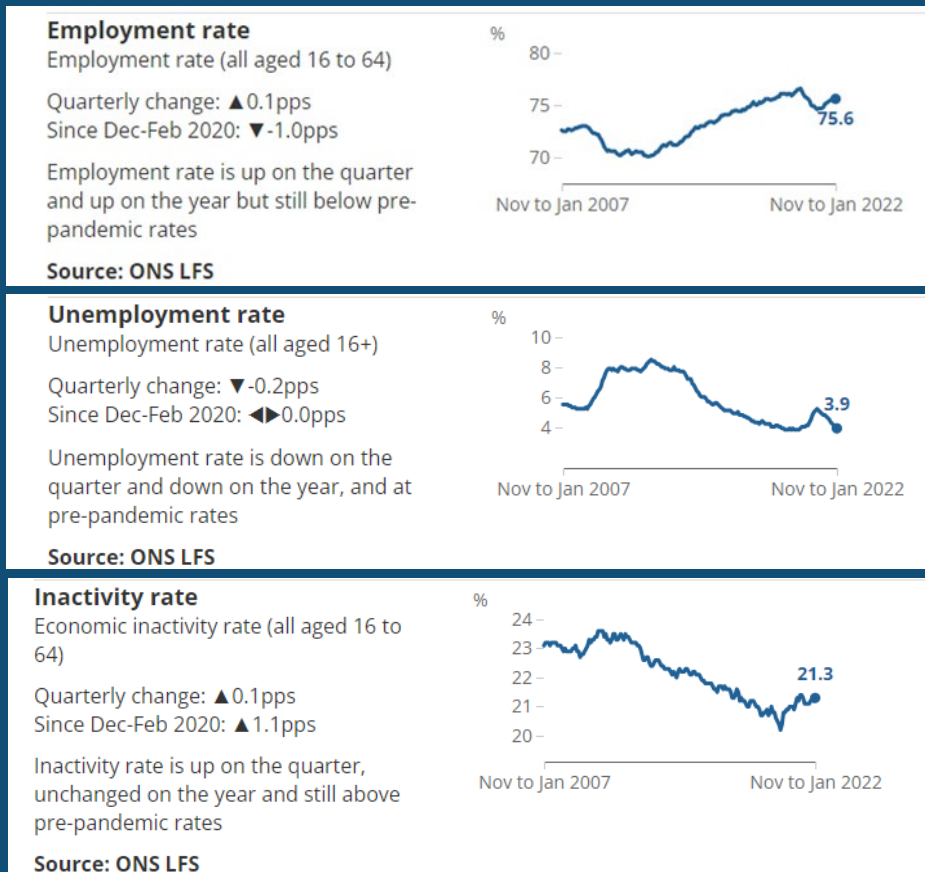 Employment rate
Employment rate (all aged 16 to 64)
Quarterly change: ▲0.1pps
Since Dec-Feb 2020: ▼-1.0pps
Employment rate is up on the quarter
and up on the year but still below pre-
pandemic rates
Source: ONS LFS
%
80
75
70
75.6
Nov to Jan 2007
Nov to Jan 2022
Unemployment rate
Unemployment rate (all aged 16+)
Quarterly change: ▼-0.2pps
Since Dec-Feb 2020: ◀▶0.0pps
Unemployment rate is down on the
quarter and down on the year, and at
pre-pandemic rates
Source: ONS LFS
%
10
8
6
4
3.9
Nov to Jan 2007
Nov to Jan 2022
Inactivity rate
Economic inactivity rate (all aged 16 to
64)
Quarterly change: ▲0.1pps
Since Dec-Feb 2020: ▲1.1pps
Inactivity rate is up on the quarter,
unchanged on the year and still above
pre-pandemic rates
Source: ONS LFS
%
24
23
22
21
20
21.3
Nov to Jan 2007
Nov to Jan 2022